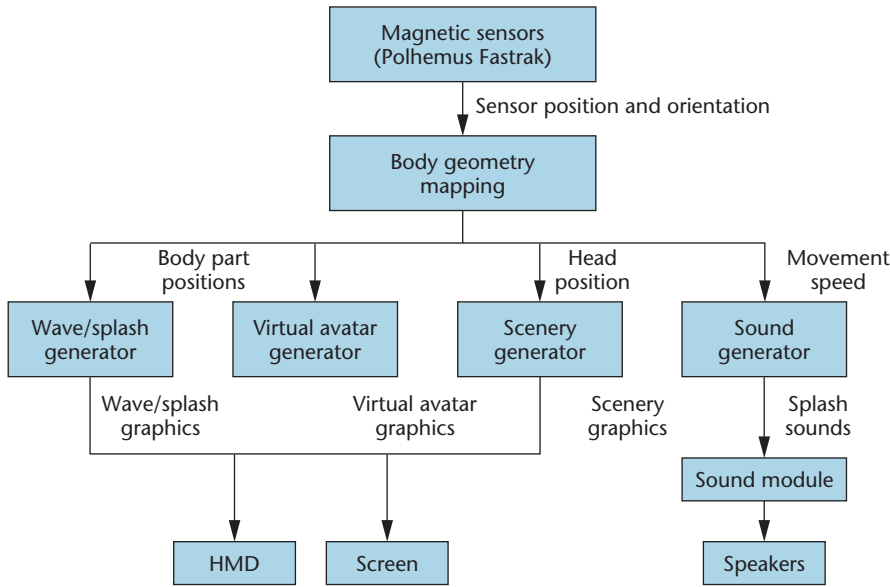 Magnetic sensors
(Polhemus Fastrak)
Sensor position and orientation
Body geometry
mapping
Body part
positions
Head
position
Movement
speed
Wave/splash
generator
Virtual avatar
generator
Scenery
generator
Sound
generator
Wave/splash
graphics
Virtual avatar
graphics
Scenery
graphics
Splash
sounds
Sound module
HMD
Screen
Speakers